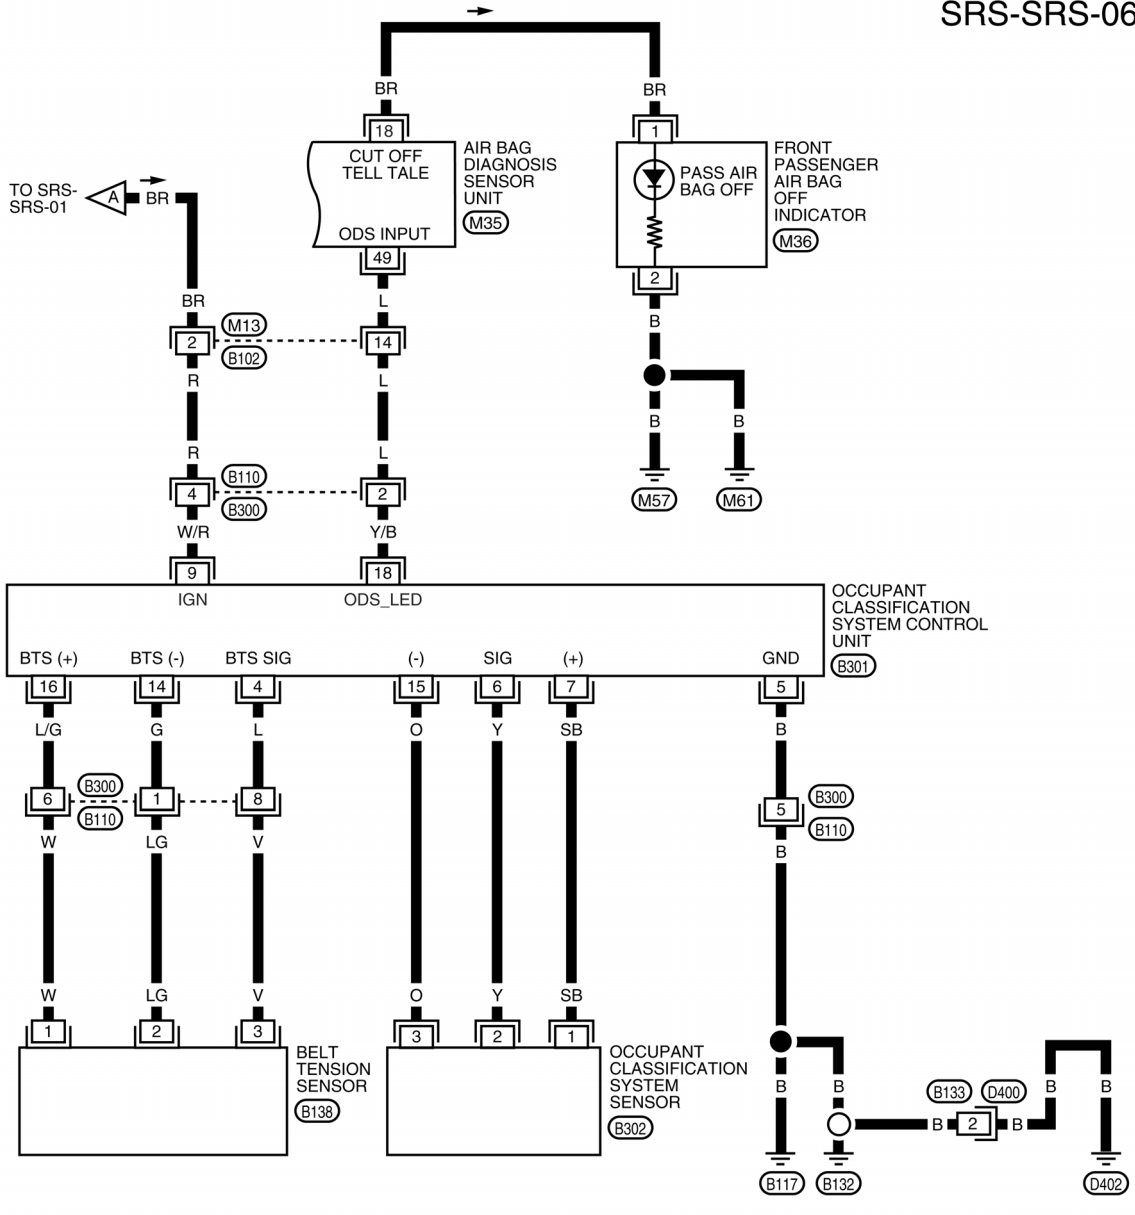 SRS-SRS-06
BR
BR
18
1
CUT OFF
TELL TALE
ODS INPUT
49
AIR BAG
DIAGNOSIS
SENSOR
UNIT
M35
PASS AIR
BAG OFF
2
FRONT
PASSENGER
AIR BAG
OFF
INDICATOR
M36
TO SRS-
SRS-01
A
BR
BR
L
B
2
M13
B102
14
R
L
R
L
B
B
M57
M61
4
B110
B300
2
W/R
Y/B
9
18
IGN
ODS_LED
OCCUPANT
CLASSIFICATION
SYSTEM CONTROL
UNIT
B301
BTS (+)
BTS (-)
BTS SIG
(-)
SIG
(+)
GND
16
14
4
15
6
7
5
L/G
G
L
O
Y
SB
B
6
B300
B110
1
8
5
B300
B110
W
LG
V
B
W
LG
V
O
Y
SB
1
2
3
3
2
1
BELT
TENSION
SENSOR
B138
OCCUPANT
CLASSIFICATION
SYSTEM
SENSOR
B302
B
B
B133
D400
B
B
B
2
B
B117
B132
D402